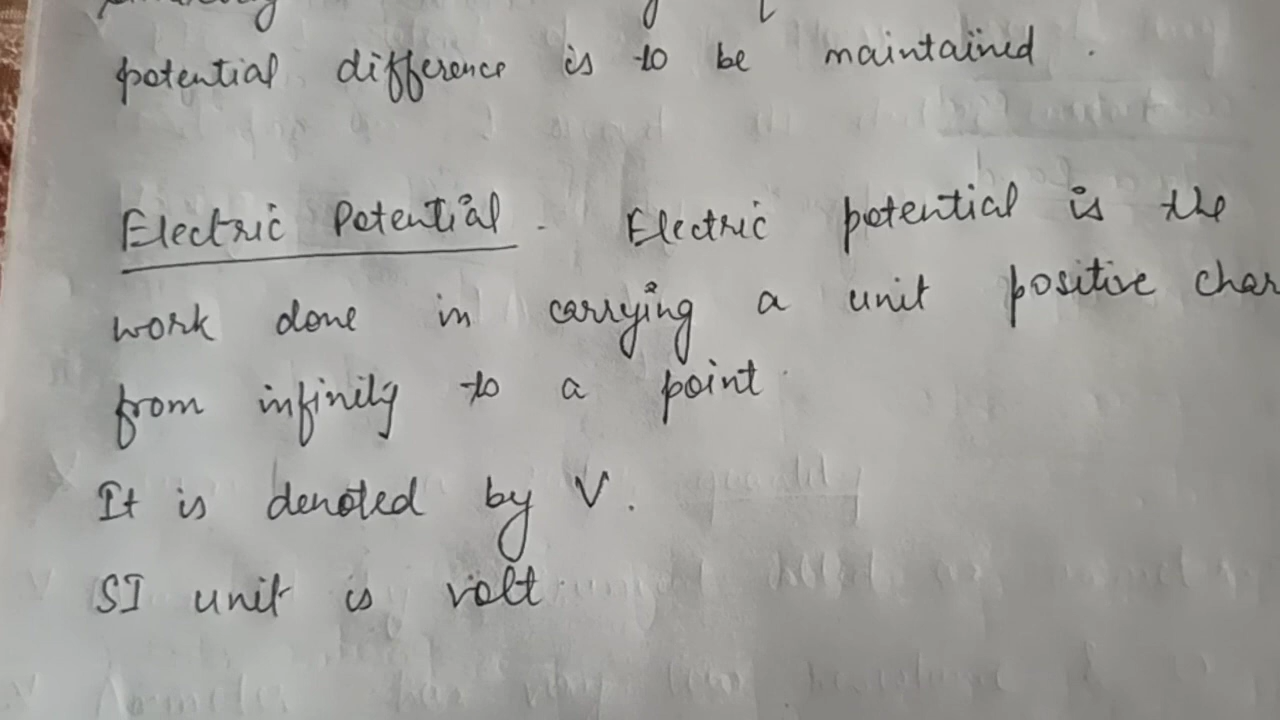 potential difference is to be maintained .
Electric Potential - Electric potential is the
work done in carrying a unit positive char
from infinity to a point.
It is denoted by V.
SI unit is volt